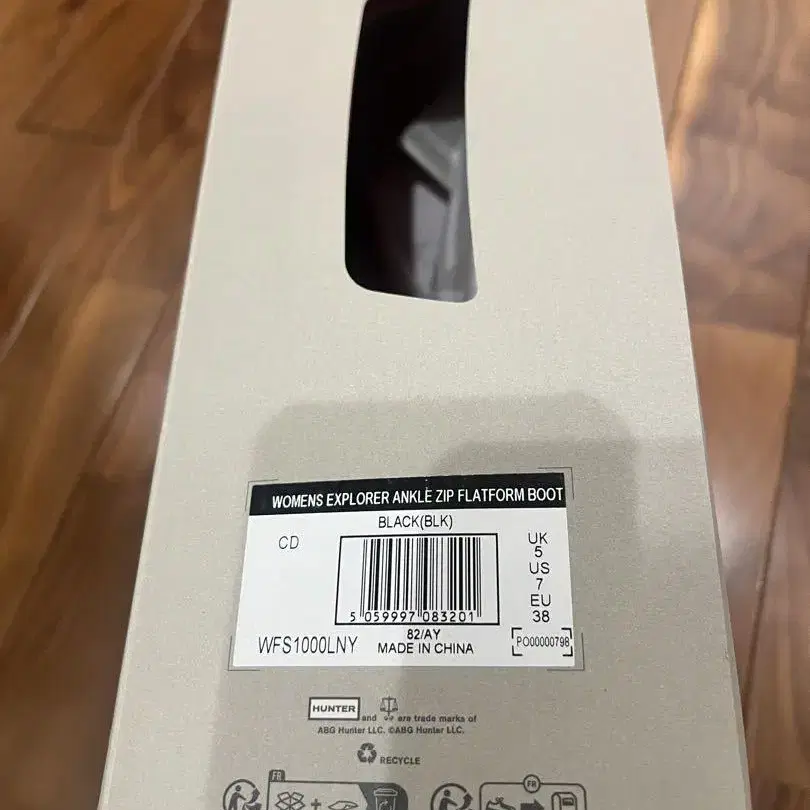 WOMENS EXPLORER ANKLE ZIP FLATFORM BOOT
BLACK(BLK)
CD
UK
5
US
7
EU
38
5 059997 083201
82/AY
MADE IN CHINA
WFS1000LNY
PO00000798
HUNTER and are trade marks of
ABG Hunter LLC. ©ABG Hunter LLC.
RECYCLE
FR
+
FR